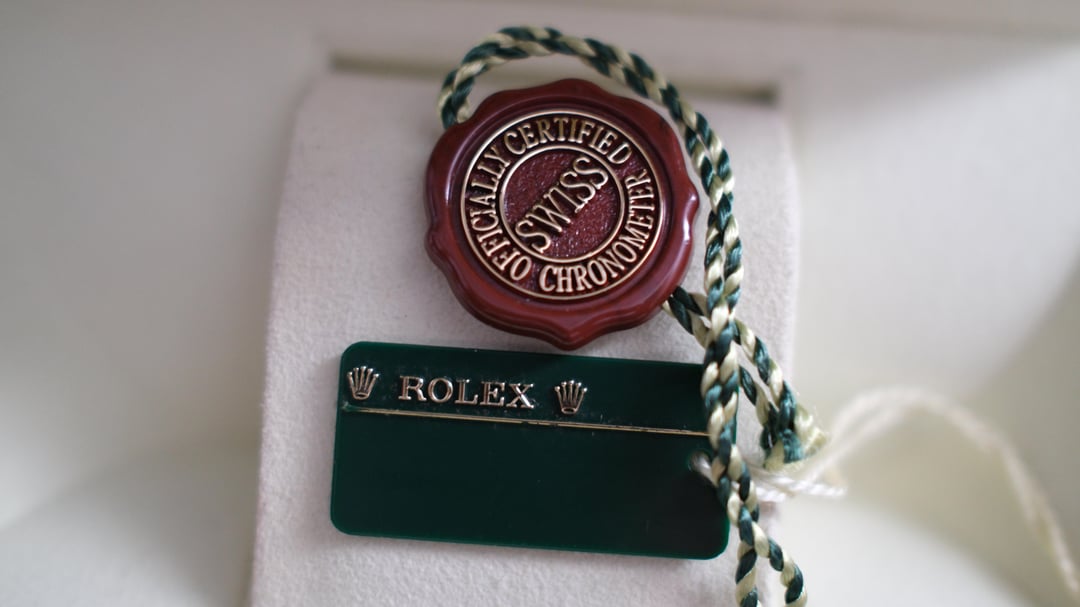 OFFICIALLY CERTIFIED
CHRONOMETER
SWISS
ROLEX